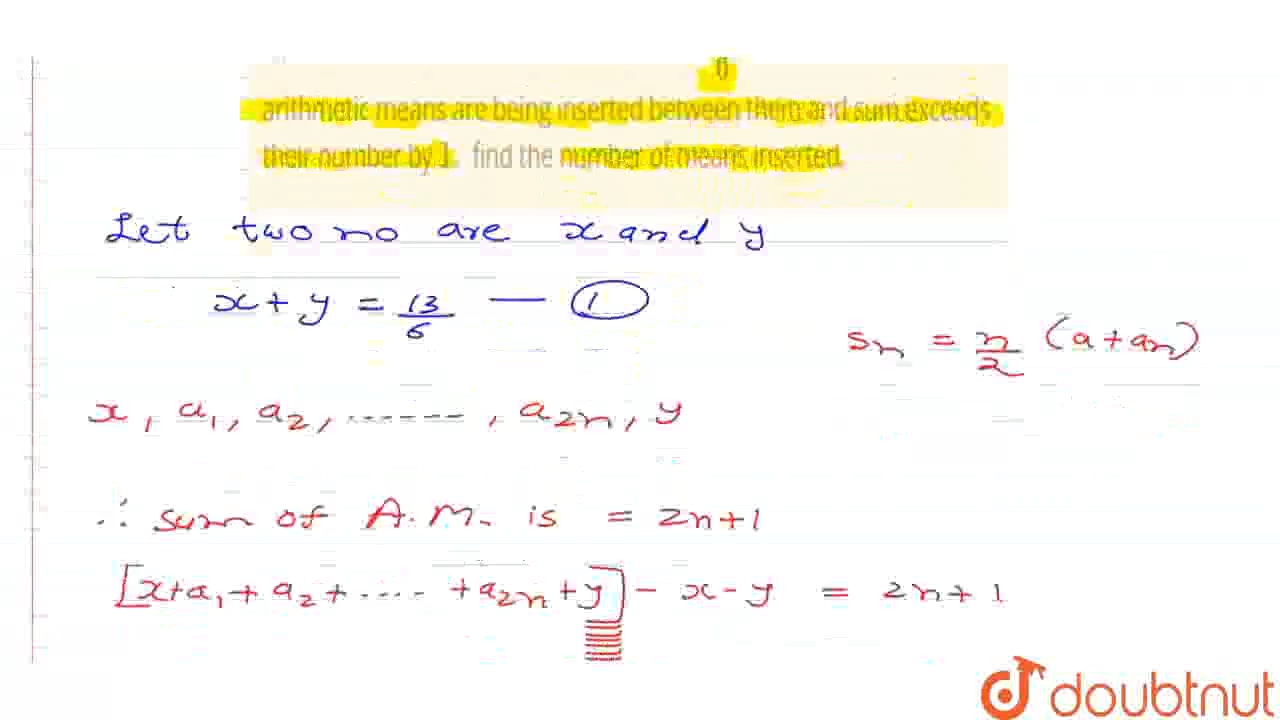 6
arithmetic means are being inserted between them and sum exceeds
their number by 1. find the number of means inserted.
Let two no are x and y
x + y = 13/6 — 1
Sn = n/2 (a + an)
x, a1, a2, ------, a2n, y
∴ sum of A.M. is = 2n+1
[x+a1+ a2+ .... +a2n+y] - x - y = 2n+1
doubtnut